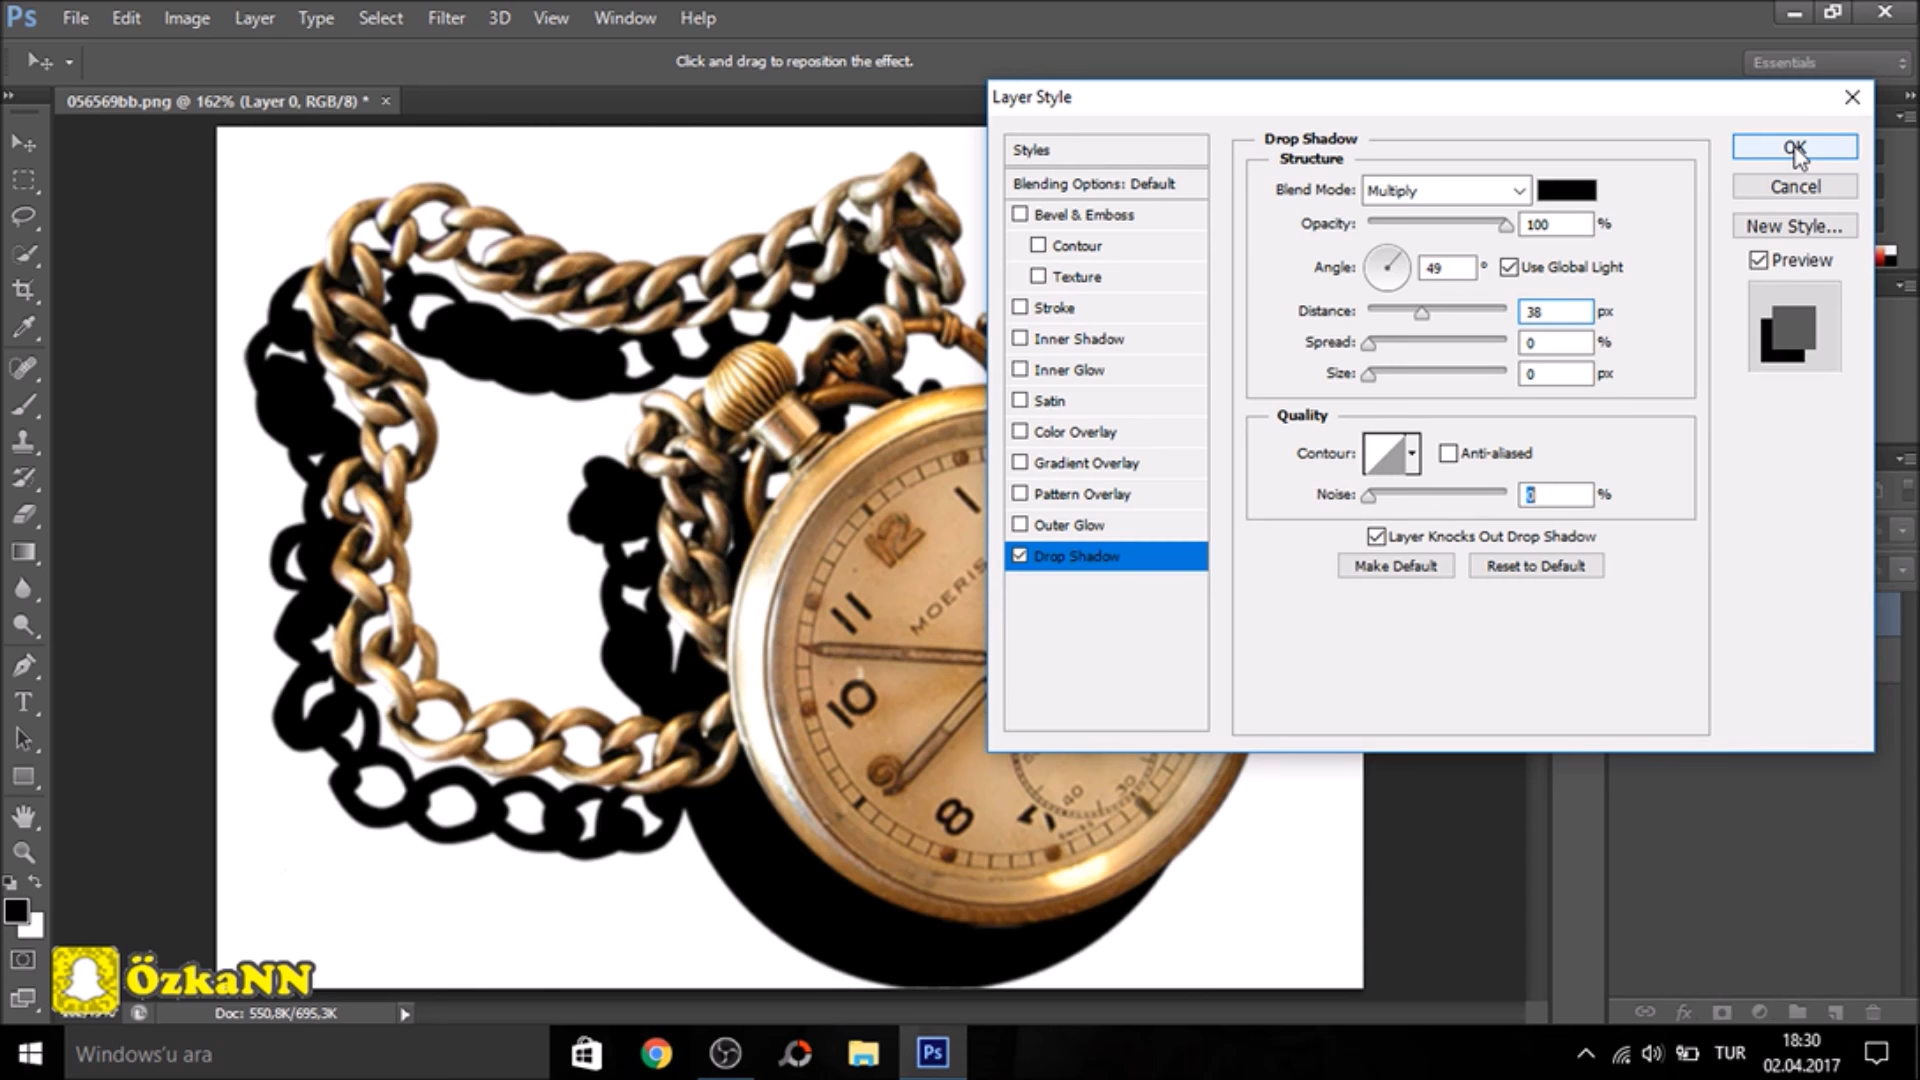 Ps File Edit Image Layer Type Select Filter 3D View Window Help
Click and drag to reposition the effect.
Essentials
056569bb.png @ 162% (Layer 0, RGB/8) * ×
Layer Style
Styles
Blending Options: Default
Bevel & Emboss
Contour
Texture
Stroke
Inner Shadow
Inner Glow
Satin
Color Overlay
Gradient Overlay
Pattern Overlay
Outer Glow
Drop Shadow
Drop Shadow
Structure
Blend Mode: Multiply
Opacity: 100 %
Angle: 49 ° Use Global Light
Distance: 38 px
Spread: 0 %
Size: 0 px
Quality
Contour: Anti-aliased
Noise: 0 %
Layer Knocks Out Drop Shadow
Make Default Reset to Default
OK
Cancel
New Style...
Preview
12
1
11
MOERIS
10
9
8
7
40
30
ÖzkaNN
Doc: 550,8K/695,3K
Windows'u ara
Ps
TUR
18:30
02.04.2017